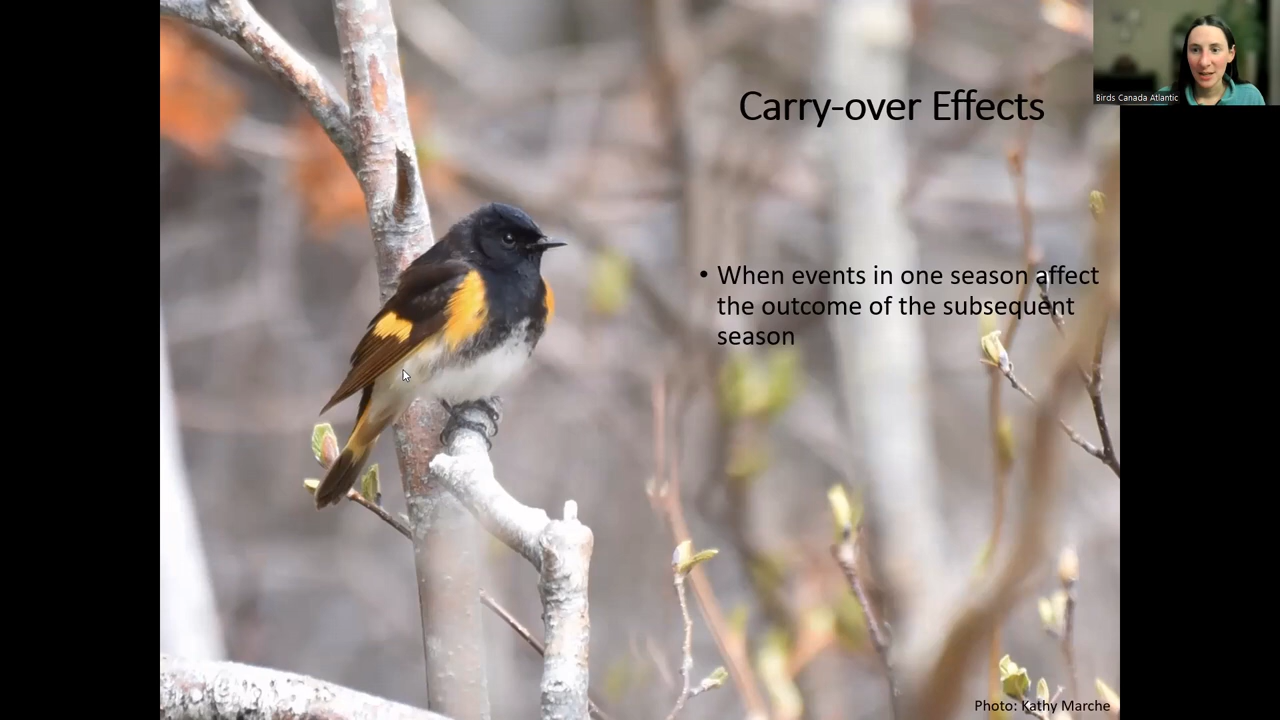 Carry-over Effects
Birds Canada Atlantic
• When events in one season affect
the outcome of the subsequent
season
Photo: Kathy Marche